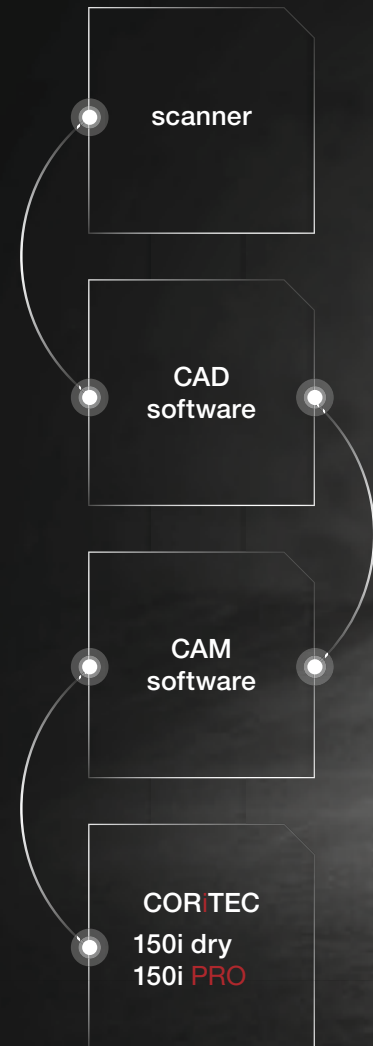 scanner
CAD
software
CAM
software
CORiTEC
150i dry
150i PRO